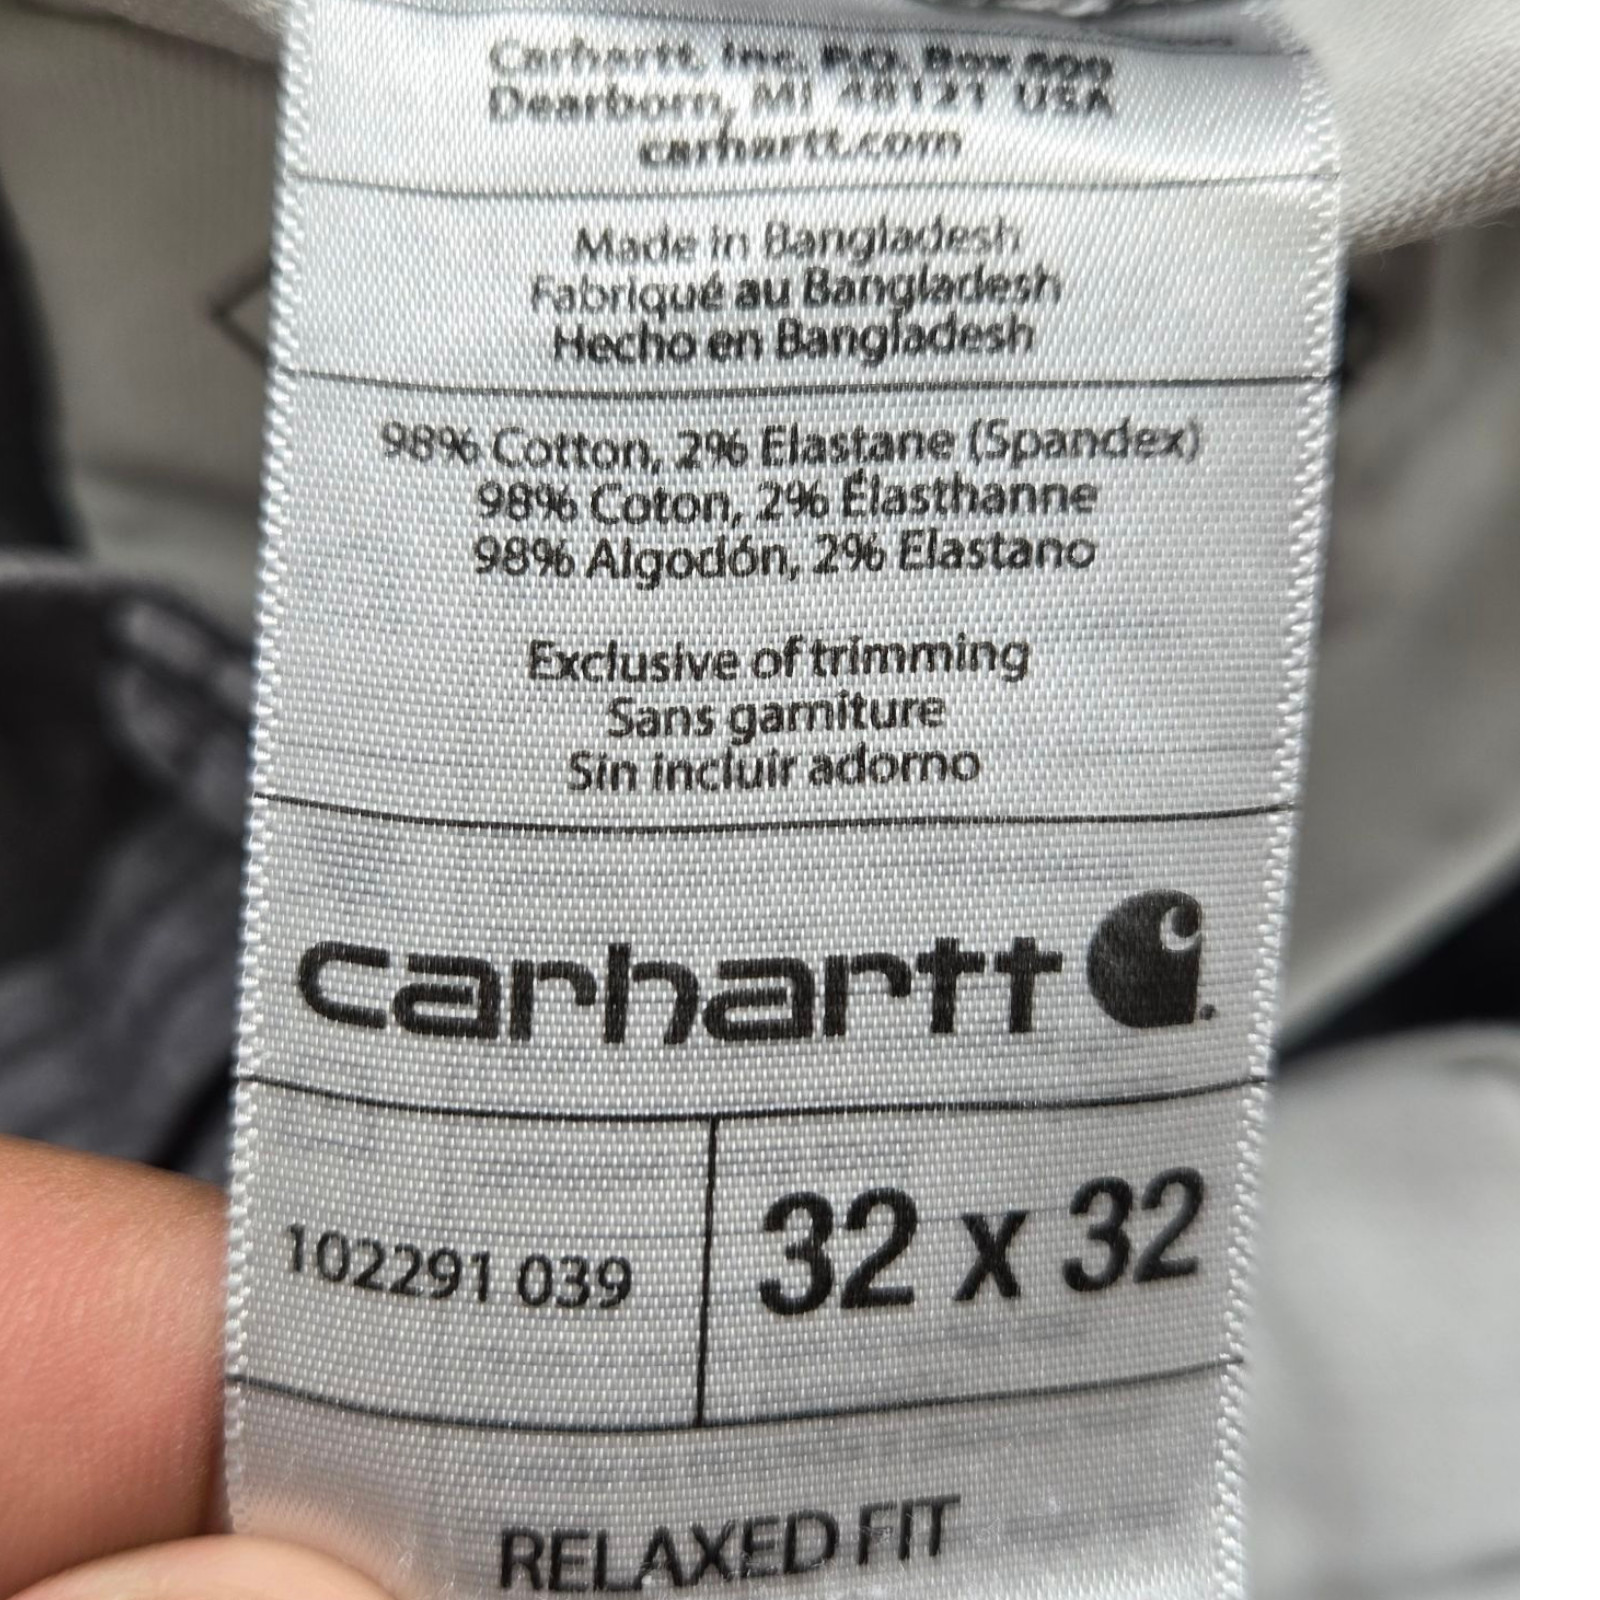 Carhartt, Inc. P.O. Box 600
Dearborn, MI 48121 USA
carhartt.com
Made in Bangladesh
Fabriqué au Bangladesh
Hecho en Bangladesh
98% Cotton, 2% Elastane (Spandex)
98% Coton, 2% Élasthanne
98% Algodón, 2% Elastano
Exclusive of trimming
Sans garniture
Sin incluir adorno
carhartt
102291 039
32 x 32
RELAXED FIT